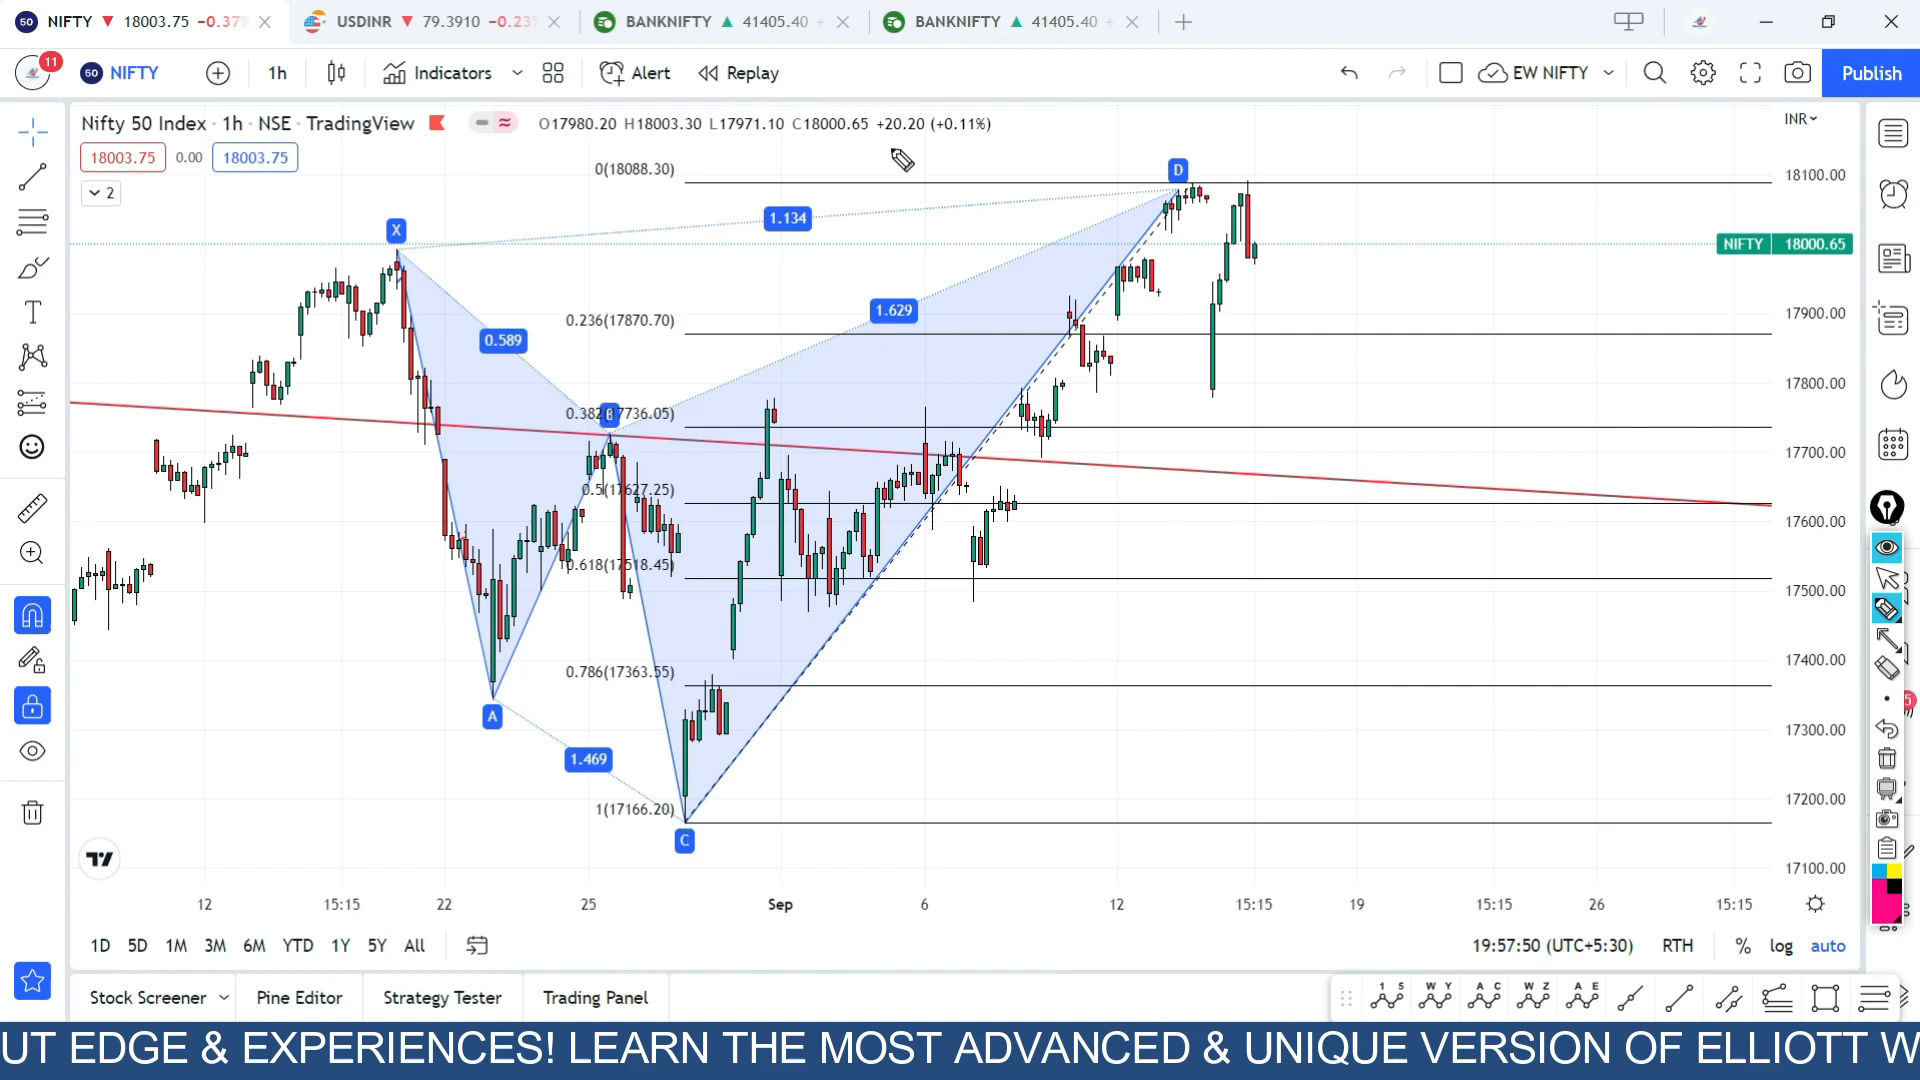 50 NIFTY ▼ 18003.75 −0.37%
USDINR ▼ 79.3910 −0.23
BANKNIFTY ▲ 41405.40 +
BANKNIFTY ▲ 41405.40 +
11
50 NIFTY
1h
Indicators
Alert
Replay
EW NIFTY
Publish
Nifty 50 Index · 1h · NSE · TradingView
O17980.20 H18003.30 L17971.10 C18000.65 +20.20 (+0.11%)
INR
18003.75 0.00 18003.75
2
0(18088.30)
D
18100.00
1.134
X
NIFTY 18000.65
1.629
17900.00
0.236(17870.70)
0.589
17800.00
0.382(17736.05)
17700.00
0.5(17627.25)
17600.00
0.618(17518.45)
17500.00
0.786(17363.55)
17400.00
A
5
17300.00
1.469
17200.00
1(17166.20)
C
17100.00
12 15:15 22 25 Sep 6 12 15:15 19 15:15 26 15:15
1D 5D 1M 3M 6M YTD 1Y 5Y All
19:57:50 (UTC+5:30) RTH % log auto
Stock Screener Pine Editor Strategy Tester Trading Panel
1 5 W Y A C W Z A E
UT EDGE & EXPERIENCES! LEARN THE MOST ADVANCED & UNIQUE VERSION OF ELLIOTT W